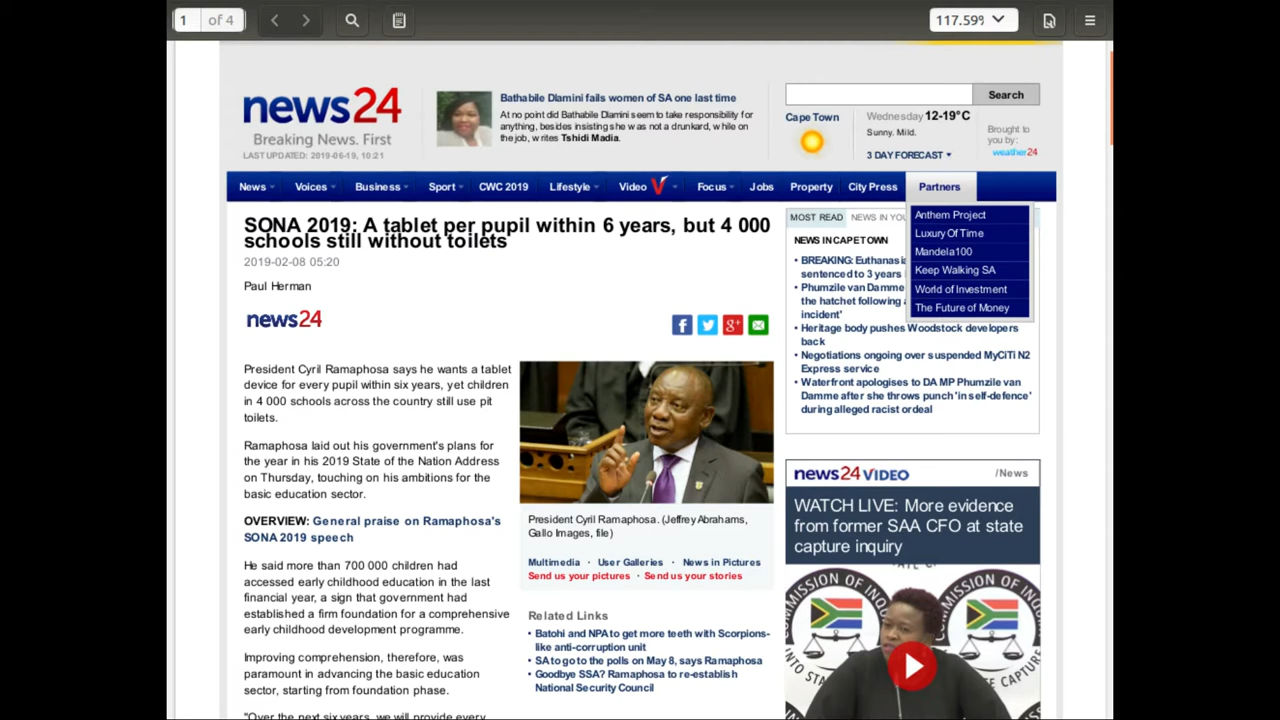 1 of 4
117.59%
news24
Breaking News. First
LAST UPDATED: 2019-06-19, 10:21
Bathabile Dlamini fails women of SA one last time
At no point did Bathabile Dlamini seem to take responsibility for
anything, besides insisting she was not a drunkard, while on
the job, writes Tshidi Madia.
Search
Cape Town
Wednesday 12-19°C
Sunny. Mild.
3 DAY FORECAST
Brought to
you by:
weather24
News Voices Business Sport CWC 2019 Lifestyle Video Focus Jobs Property City Press Partners
Anthem Project
Luxury Of Time
Mandela100
Keep Walking SA
World of Investment
The Future of Money
SONA 2019: A tablet per pupil within 6 years, but 4 000
schools still without toilets
2019-02-08 05:20
Paul Herman
news24
President Cyril Ramaphosa says he wants a tablet
device for every pupil within six years, yet children
in 4 000 schools across the country still use pit
toilets.
Ramaphosa laid out his government's plans for
the year in his 2019 State of the Nation Address
on Thursday, touching on his ambitions for the
basic education sector.
OVERVIEW: General praise on Ramaphosa's
SONA 2019 speech
He said more than 700 000 children had
accessed early childhood education in the last
financial year, a sign that government had
established a firm foundation for a comprehensive
early childhood development programme.
Improving comprehension, therefore, was
paramount in advancing the basic education
sector, starting from foundation phase.
"Over the next six years, we will provide every
President Cyril Ramaphosa. (Jeffrey Abrahams,
Gallo Images, file)
Multimedia · User Galleries · News in Pictures
Send us your pictures · Send us your stories
Related Links
• Batohi and NPA to get more teeth with Scorpions-
like anti-corruption unit
• SA to go to the polls on May 8, says Ramaphosa
• Goodbye SSA? Ramaphosa to re-establish
National Security Council
MOST READ NEWS IN YOU
NEWS IN CAPE TOWN
• BREAKING: Euthanasia
sentenced to 3 years
• Phumzile van Damme
the hatchet following a
incident'
• Heritage body pushes Woodstock developers
back
• Negotiations ongoing over suspended MyCiTi N2
Express service
• Waterfront apologises to DA MP Phumzile van
Damme after she throws punch 'in self-defence'
during alleged racist ordeal
news24 VIDEO /News
WATCH LIVE: More evidence
from former SAA CFO at state
capture inquiry